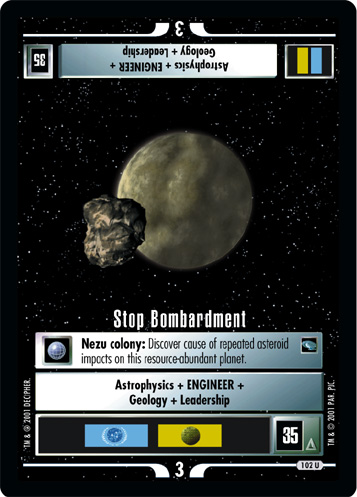 3
Astrophysics + ENGINEER +
Geology + Leadership
35
Stop Bombardment
Nezu colony: Discover cause of repeated asteroid
impacts on this resource-abundant planet.
Astrophysics + ENGINEER +
Geology + Leadership
35
TM & ® 2001 DECIPHER.
TM & © 2001 PAR. PIC.
102 U
3